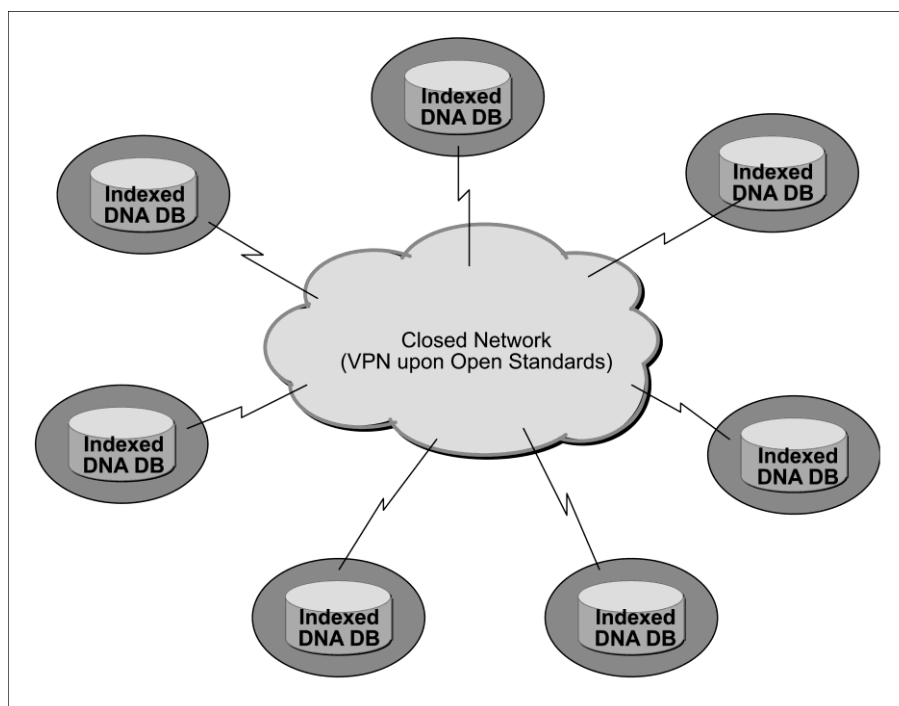 Indexed
DNA DB
Indexed
DNA DB
Indexed
DNA DB
Closed Network
(VPN upon Open Standards)
Indexed
DNA DB
Indexed
DNA DB
Indexed
DNA DB
Indexed
DNA DB